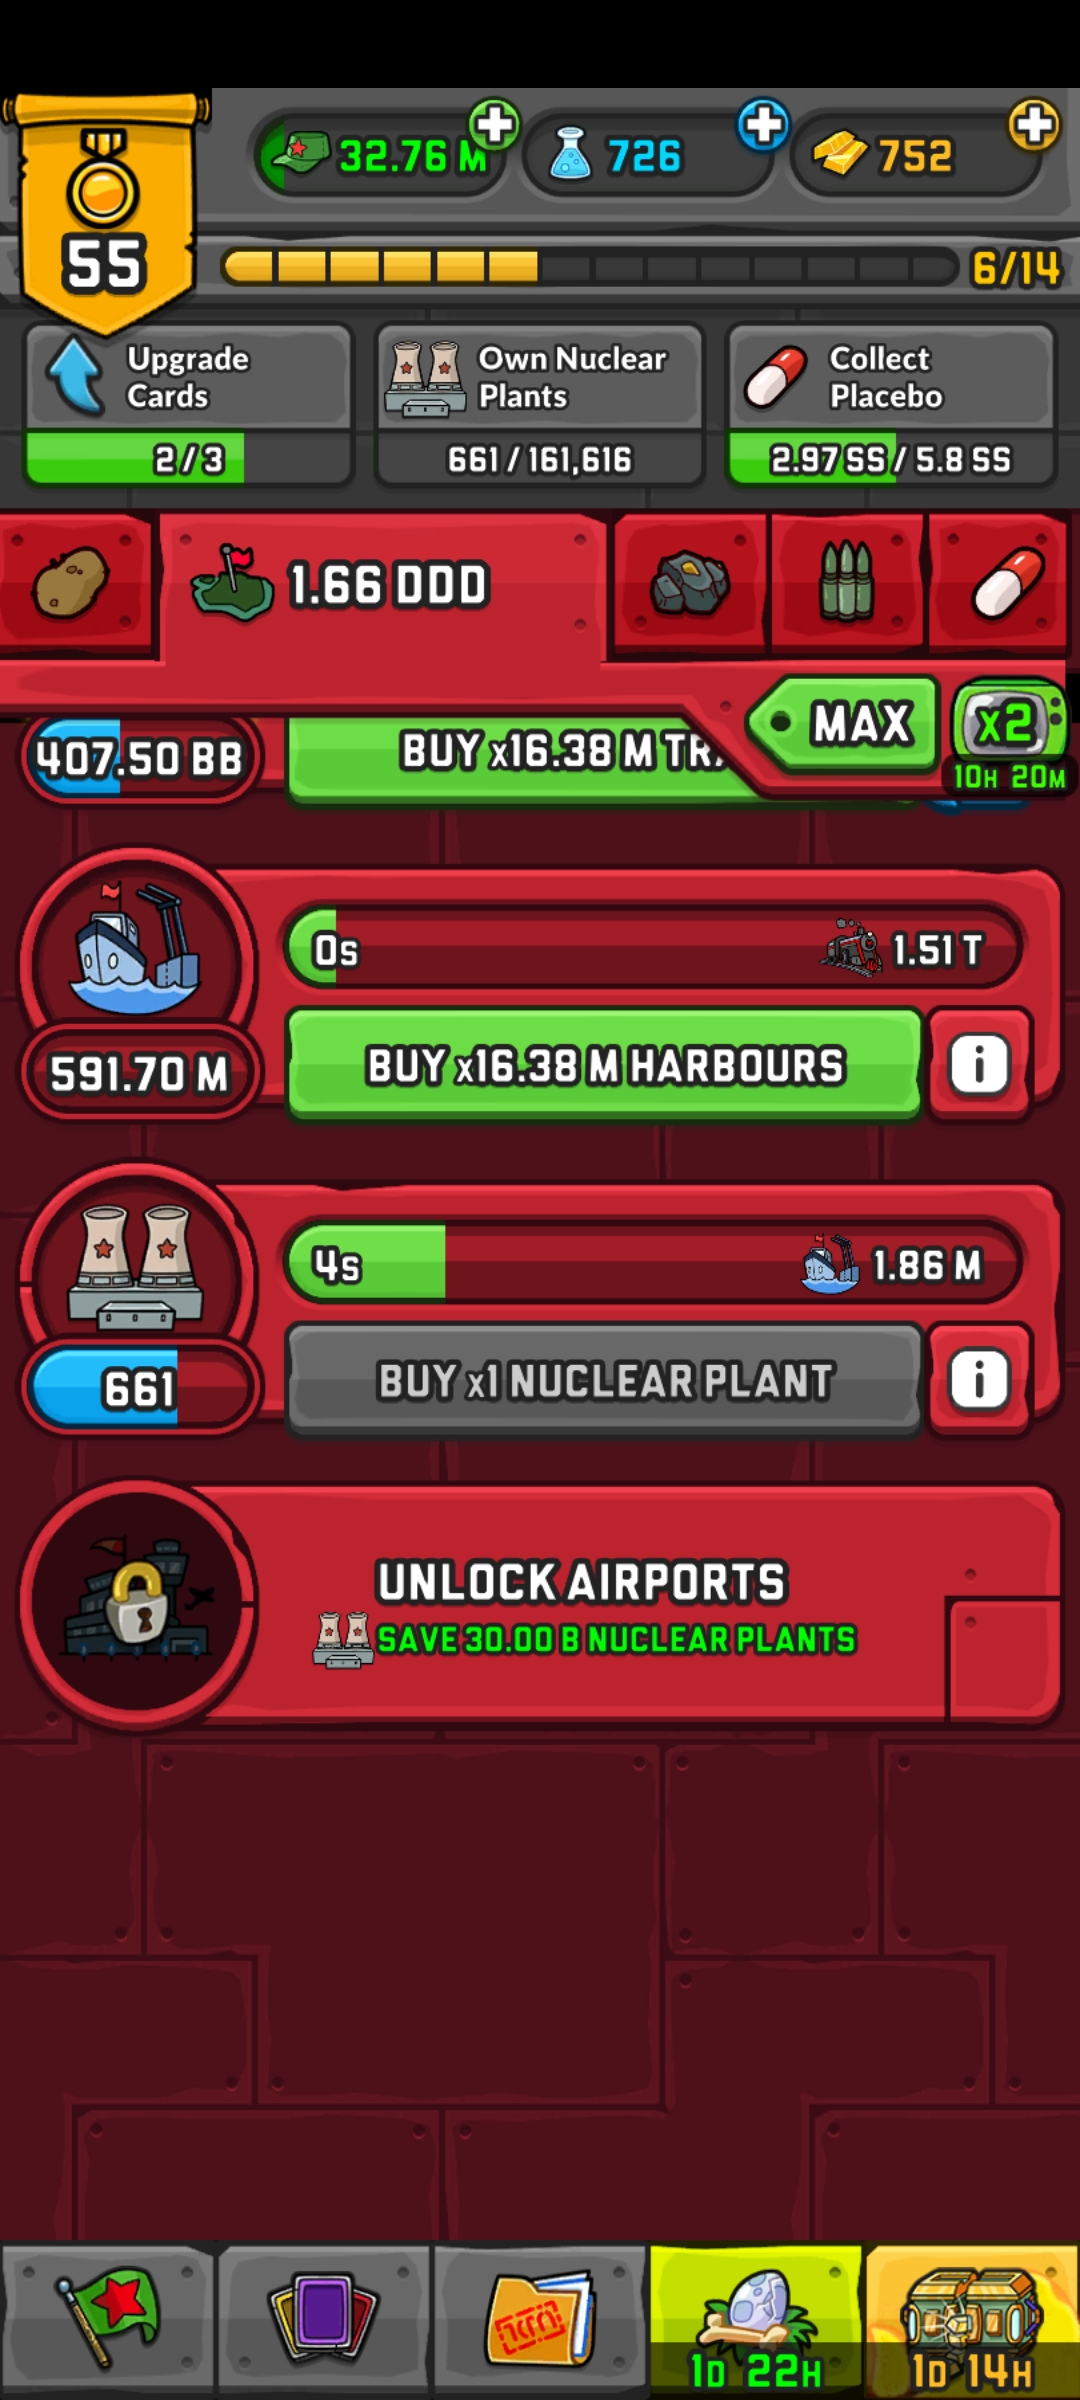 55
32.76 M
726
752
6/14
Upgrade
Cards
2/3
Own Nuclear
Plants
661/161,616
Collect
Placebo
2.97 SS / 5.8 SS
1.66 DDD
MAX
x2
10H 20M
407.50 BB
BUY x16.38 M
0s
1.51 T
591.70 M
BUY x16.38 M HARBOURS
i
4s
1.86 M
661
BUY x1 NUCLEAR PLANT
i
UNLOCK AIRPORTS
SAVE 30.00 B NUCLEAR PLANTS
1D 22H
1D 14H